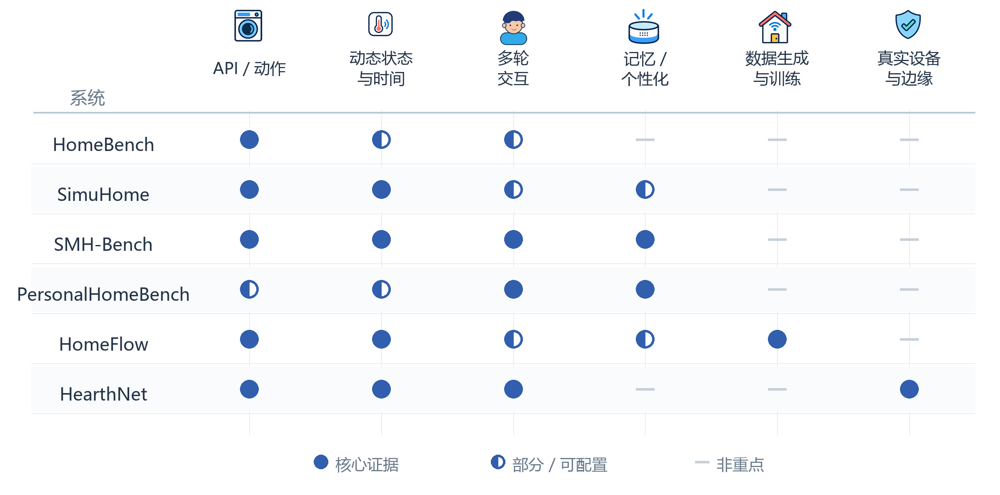 API / 动作
动态状态
与时间
多轮
交互
记忆 /
个性化
数据生成
与训练
真实设备
与边缘
系统
HomeBench
SimuHome
SMH-Bench
PersonalHomeBench
HomeFlow
HearthNet
核心证据
部分 / 可配置
非重点